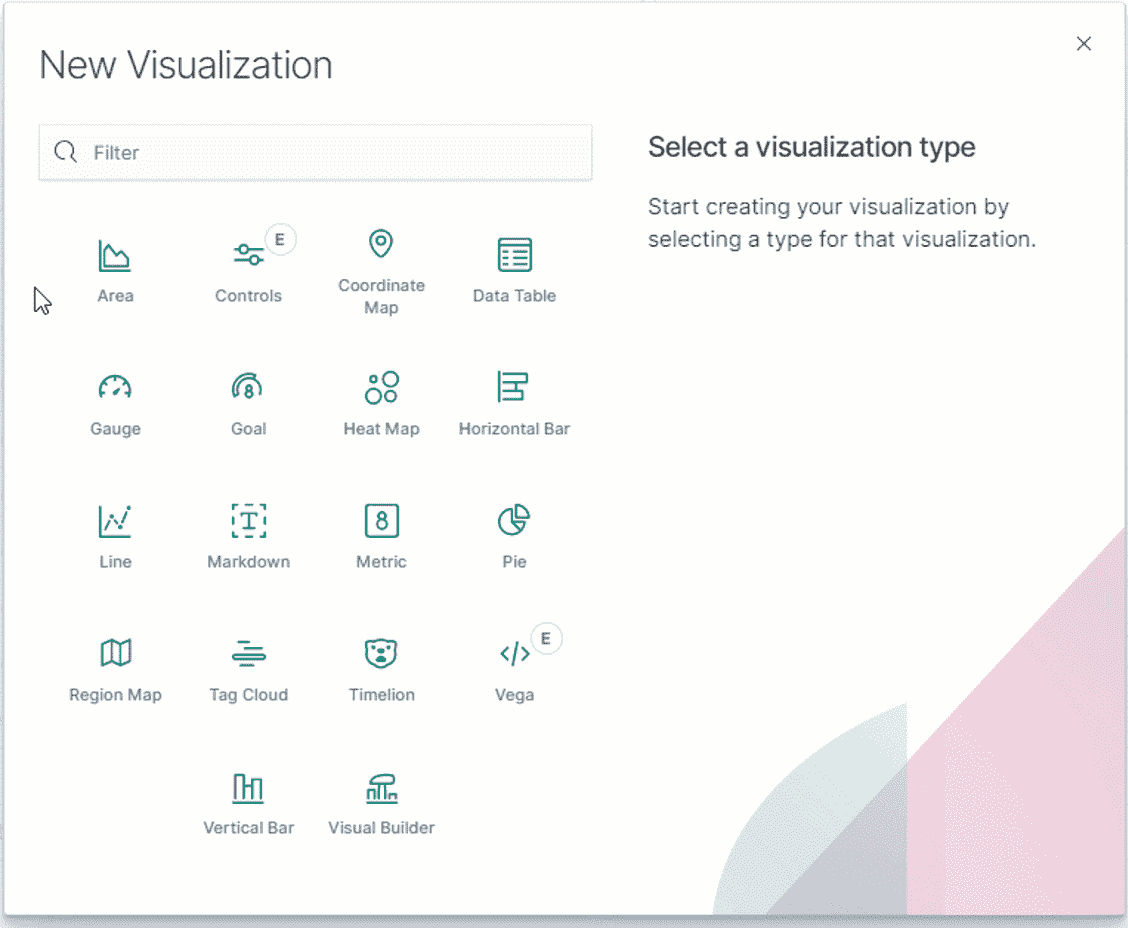 New Visualization
Filter
Select a visualization type
Start creating your visualization by
selecting a type for that visualization.
E
Area
Controls
Coordinate
Map
Data Table
Gauge
8
Goal
Heat Map
Horizontal Bar
Line
T
Markdown
8
Metric
Pie
Region Map
Tag Cloud
Timelion
</>
E
Vega
Vertical Bar
Visual Builder